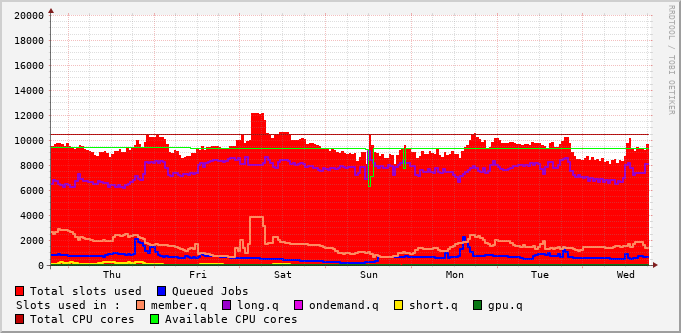 RRDTOOL / TOBI OETIKER
20000
18000
16000
14000
12000
10000
8000
6000
4000
2000
0
Thu Fri Sat Sun Mon Tue Wed
Total slots used Queued Jobs
Slots used in : member.q long.q ondemand.q short.q gpu.q
Total CPU cores Available CPU cores